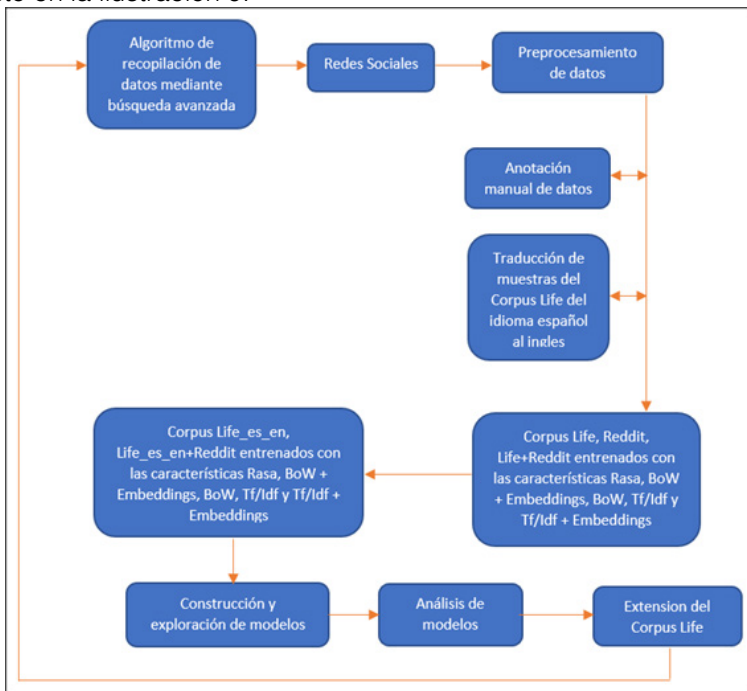 Algoritmo de
recopilación de
datos mediante
búsqueda avanzada
Redes Sociales
Preprocesamiento
de datos
Anotación
manual de datos
Traducción de
muestras del
Corpus Life del
idioma español
al ingles
Corpus Life, Reddit,
Life+Reddit entrenados con
las características Rasa, BoW
+ Embeddings, BoW, Tf/Idf y
Tf/Idf + Embeddings
Corpus Life_es_en,
Life_es_en+Reddit entrenados con
las características Rasa, BoW +
Embeddings, BoW, Tf/Idf y Tf/Idf +
Embeddings
Construcción y
exploración de modelos
Análisis de
modelos
Extension del
Corpus Life